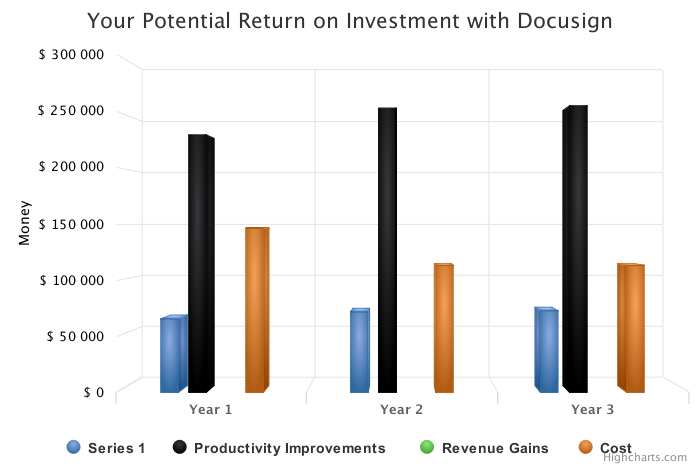 Your Potential Return on Investment with Docusign
$ 300 000
$ 250 000
$ 200 000
$ 150 000
$ 100 000
$ 50 000
$ 0
Money
Year 1 Year 2 Year 3
Series 1 Productivity Improvements Revenue Gains Cost
Highcharts.com